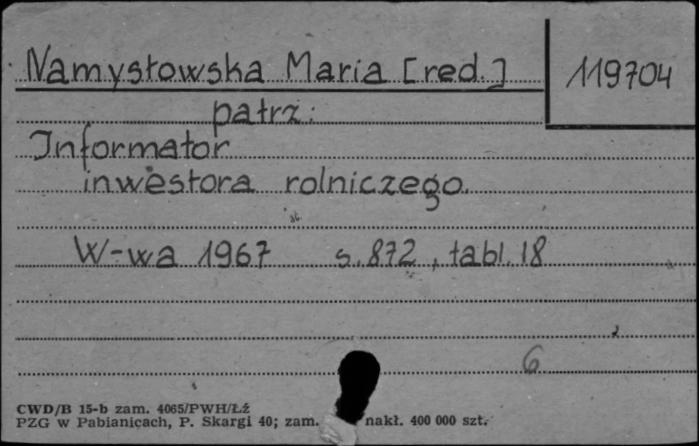 Namysłowska Maria [red.]
119704
patrz:
Informator
inwestora rolniczego.
W-wa 1967 s. 872, tabl. 18
6
CWD/B 15-b zam. 4065/PWH/Łź
PZG w Pabianicach, P. Skargi 40; zam. nakł. 400 000 szt.